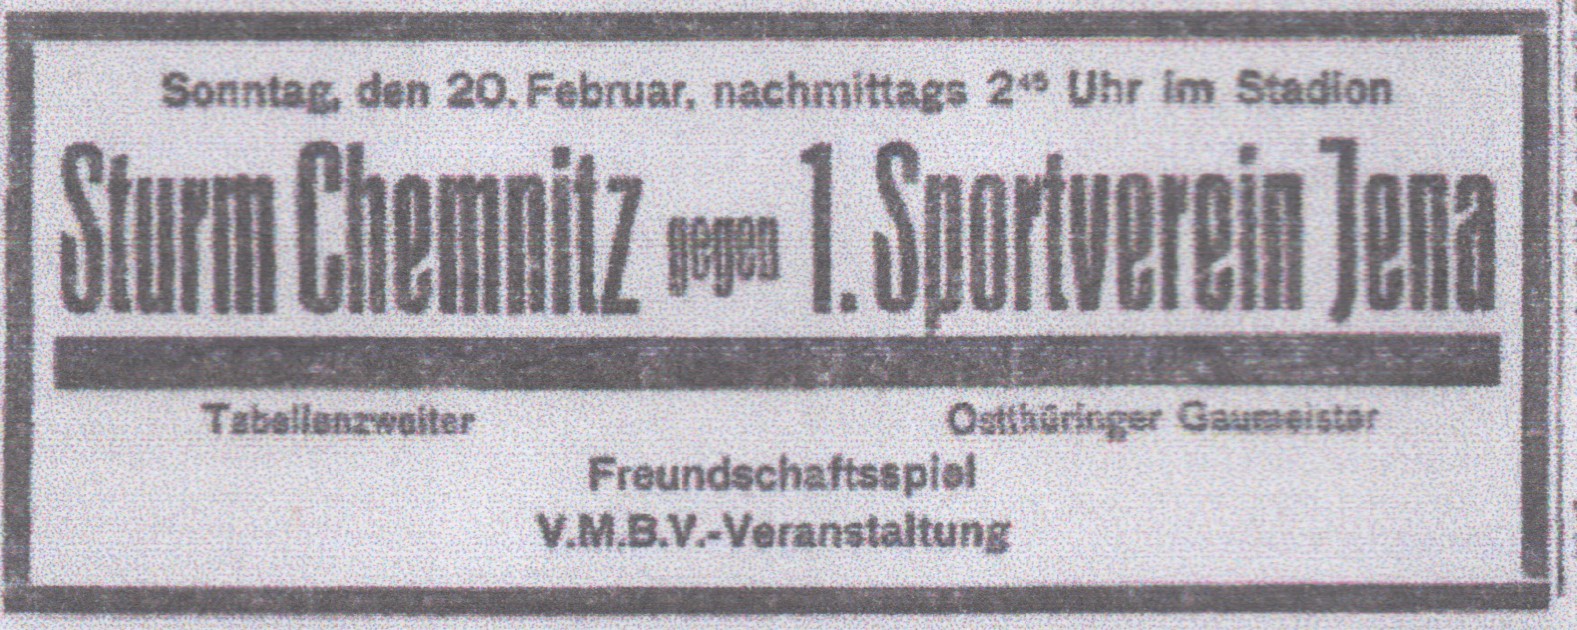 Sonntag, den 20. Februar, nachmittags 2⁴⁵ Uhr im Stadion
Sturm Chemnitz gegen 1. Sportverein Jena
Tabellenzweiter Ostthüringer Gaumeister
Freundschaftsspiel
V.M.B.V.-Veranstaltung